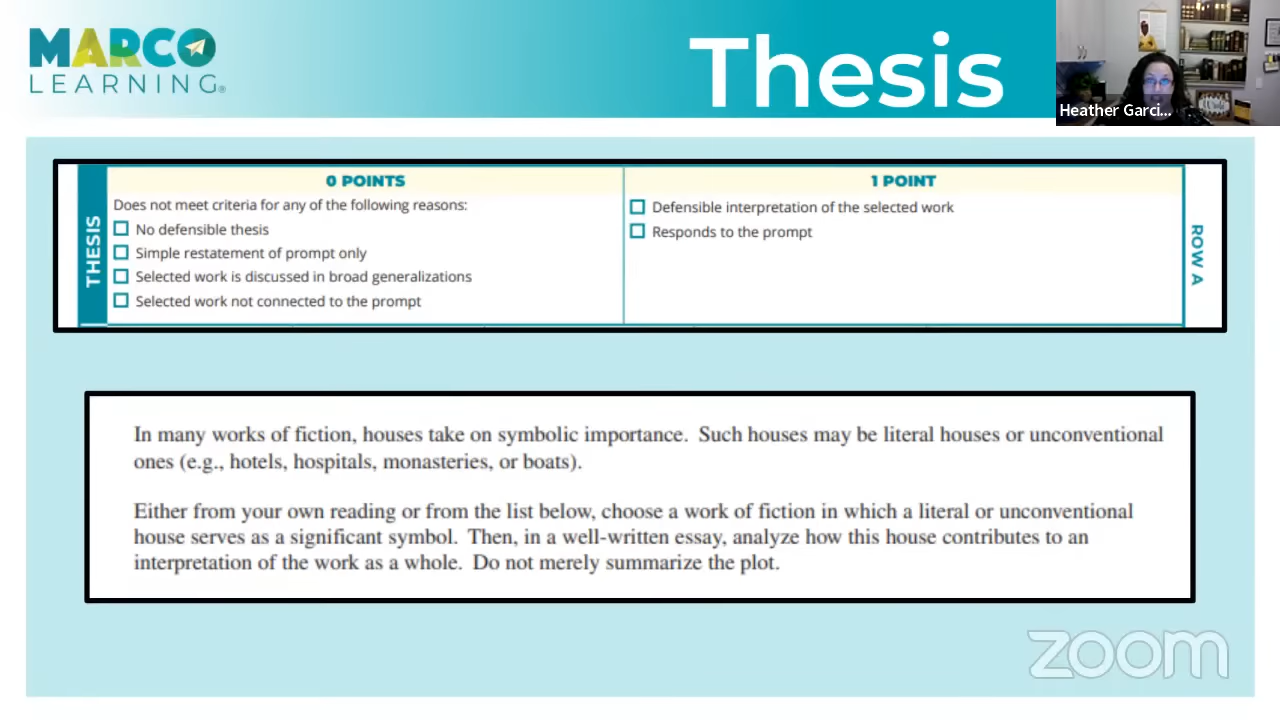 MARCO
LEARNING®
Thesis
Heather Garci...
THESIS
0 POINTS
Does not meet criteria for any of the following reasons:
No defensible thesis
Simple restatement of prompt only
Selected work is discussed in broad generalizations
Selected work not connected to the prompt
1 POINT
Defensible interpretation of the selected work
Responds to the prompt
ROW A
In many works of fiction, houses take on symbolic importance. Such houses may be literal houses or unconventional
ones (e.g., hotels, hospitals, monasteries, or boats).
Either from your own reading or from the list below, choose a work of fiction in which a literal or unconventional
house serves as a significant symbol. Then, in a well-written essay, analyze how this house contributes to an
interpretation of the work as a whole. Do not merely summarize the plot.
zoom